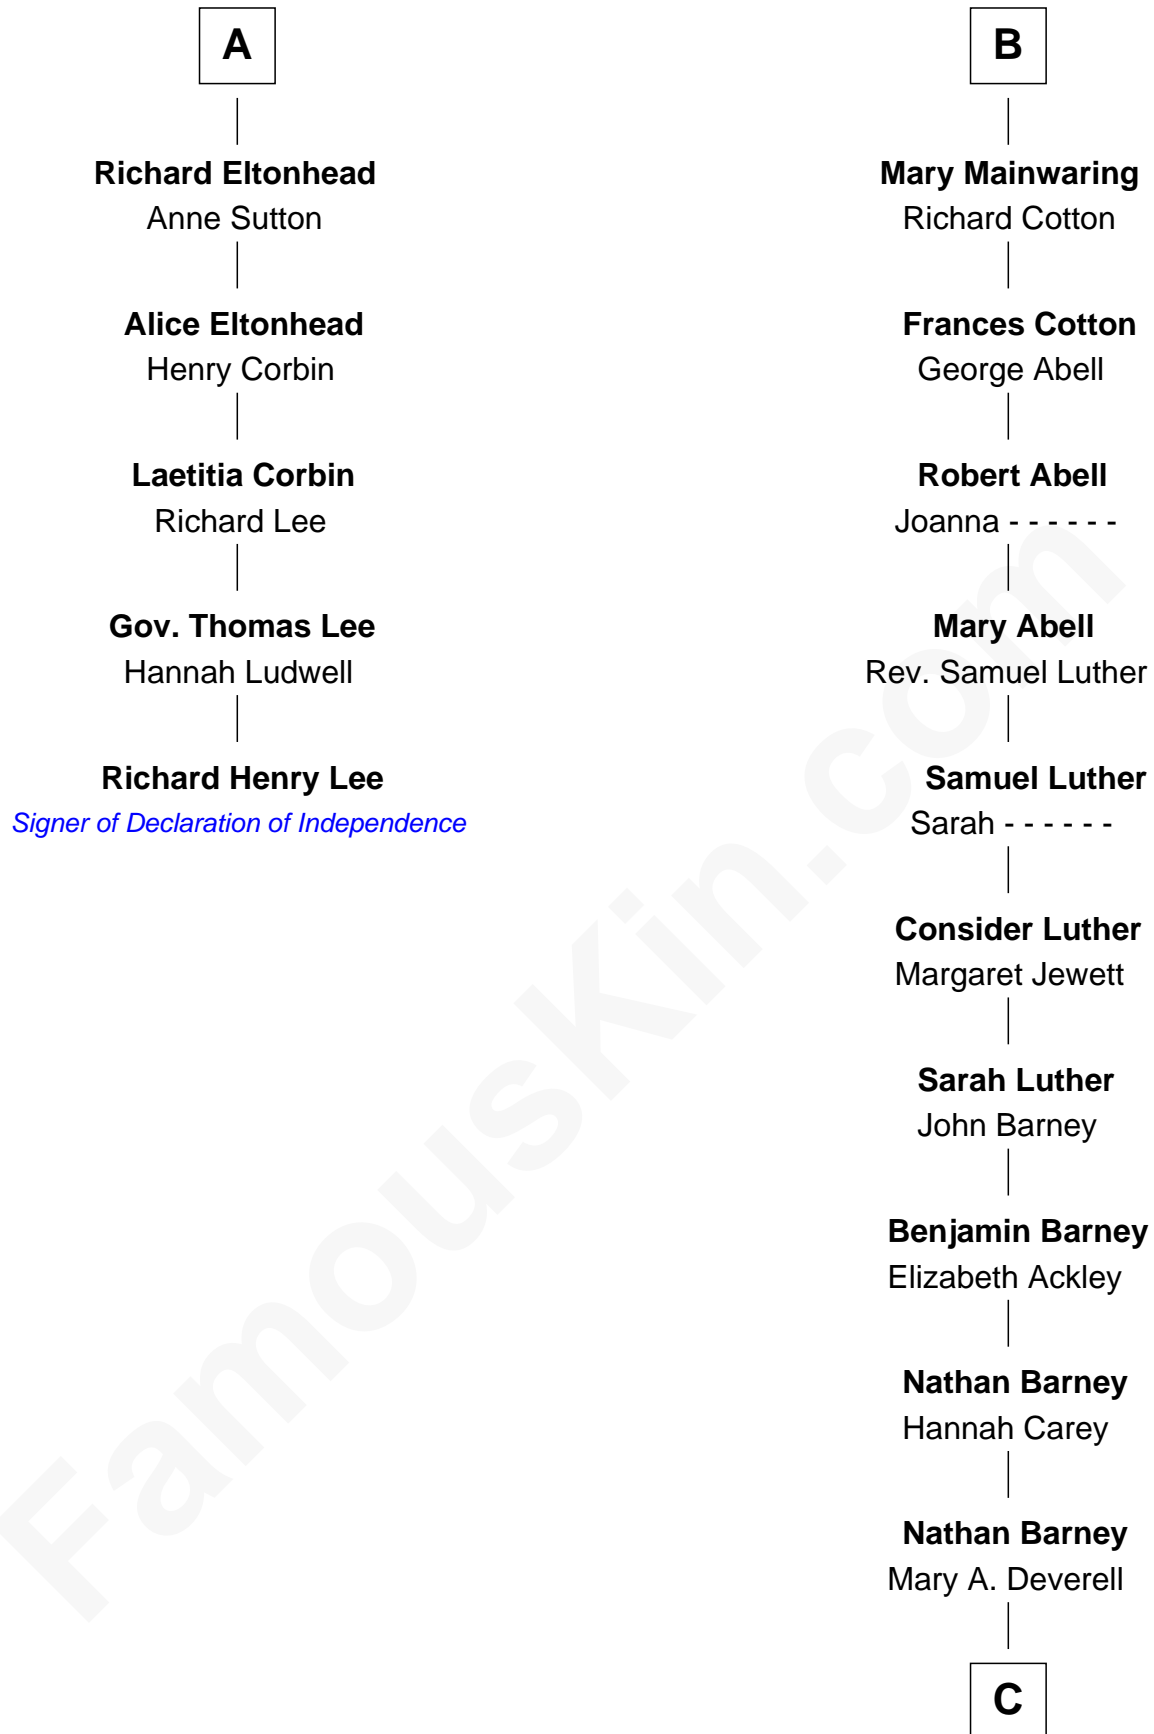 A
Richard Eltonhead
Anne Sutton
Alice Eltonhead
Henry Corbin
Laetitia Corbin
Richard Lee
Gov. Thomas Lee
Hannah Ludwell
Richard Henry Lee
Signer of Declaration of Independence
B
Mary Mainwaring
Richard Cotton
Frances Cotton
George Abell
Robert Abell
Joanna - - - - - -
Mary Abell
Rev. Samuel Luther
Samuel Luther
Sarah - - - - - -
Consider Luther
Margaret Jewett
Sarah Luther
John Barney
Benjamin Barney
Elizabeth Ackley
Nathan Barney
Hannah Carey
Nathan Barney
Mary A. Deverell
C
FamousKin.com